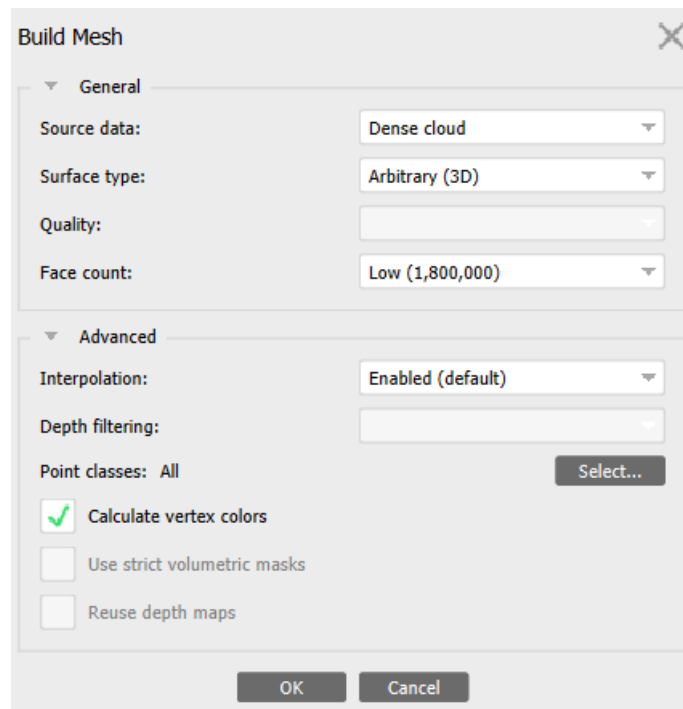 Build Mesh
General
Source data: Dense cloud
Surface type: Arbitrary (3D)
Quality:
Face count: Low (1,800,000)
Advanced
Interpolation: Enabled (default)
Depth filtering:
Point classes: All Select...
Calculate vertex colors
Use strict volumetric masks
Reuse depth maps
OK Cancel